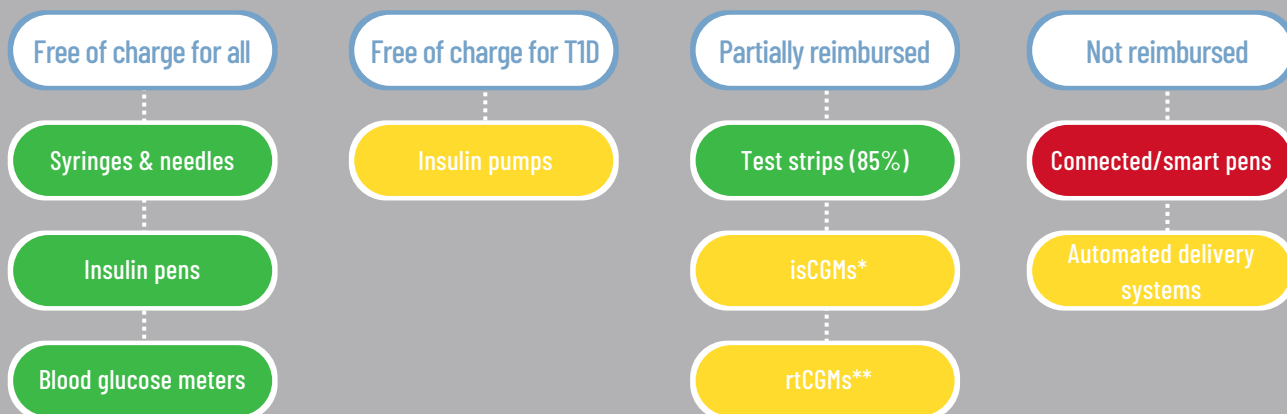 Free of charge for all
Syringes & needles
Insulin pens
Blood glucose meters
Free of charge for T1D
Insulin pumps
Partially reimbursed
Test strips (85%)
isCGMs*
rtCGMs**
Not reimbursed
Connected/smart pens
Automated delivery
systems